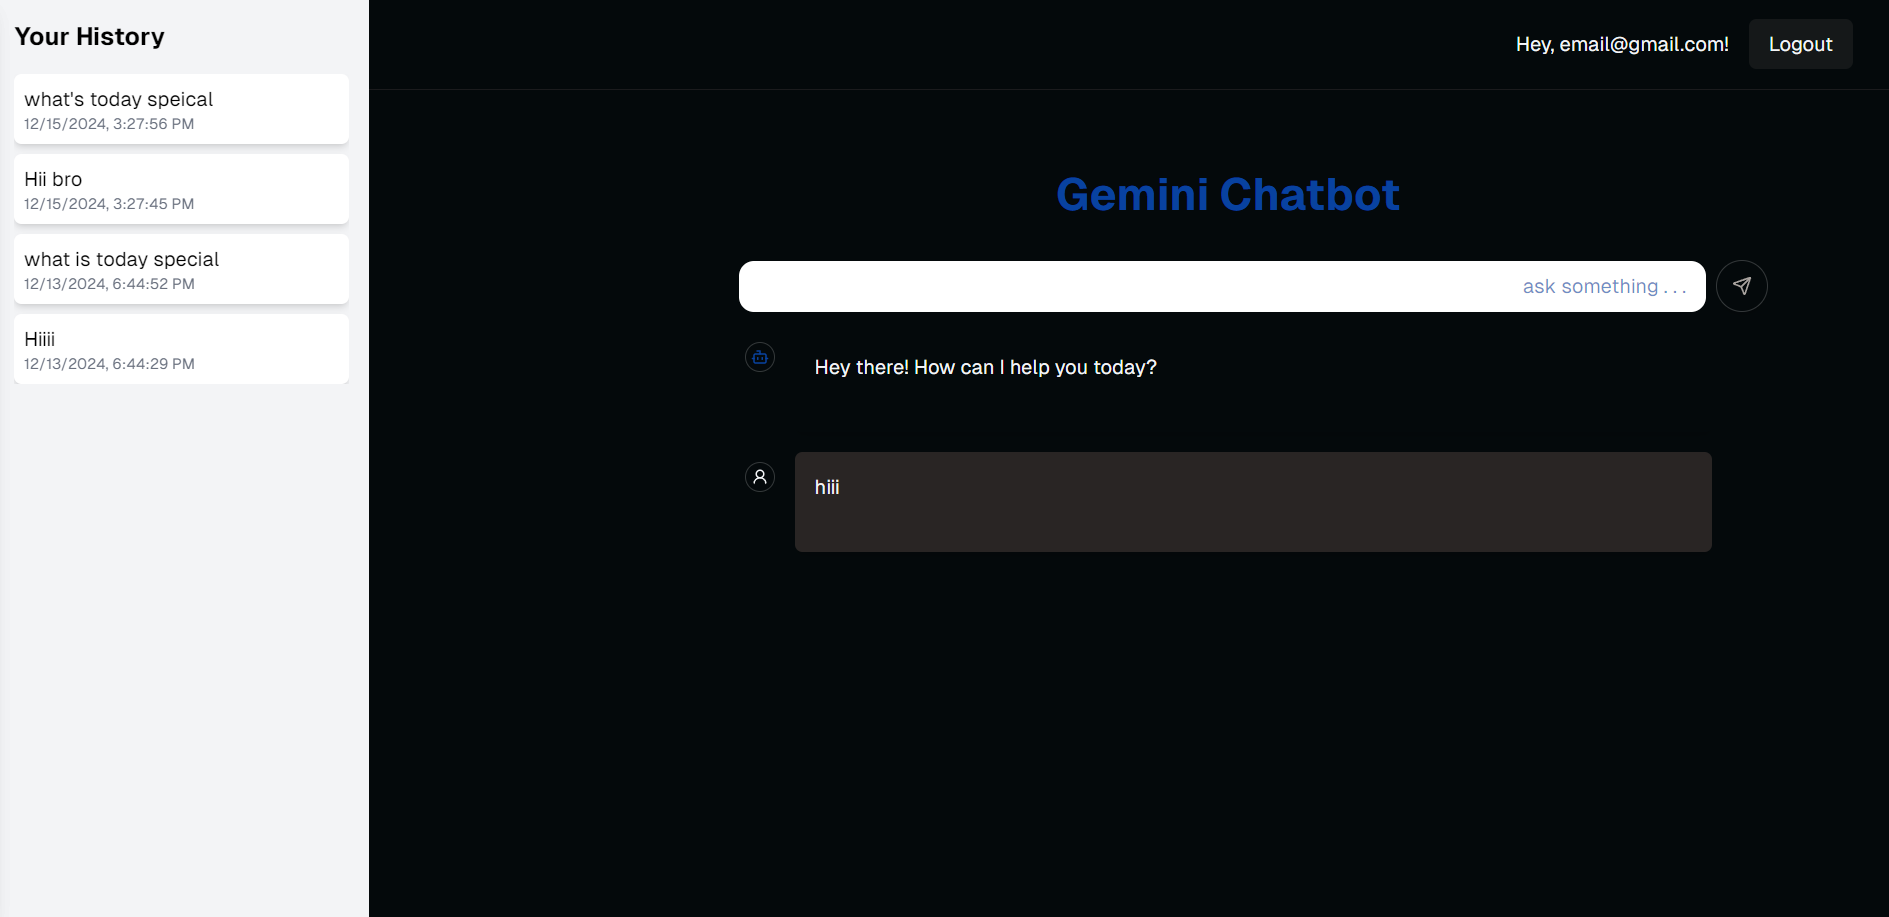 Your History
what's today speical
12/15/2024, 3:27:56 PM
Hii bro
12/15/2024, 3:27:45 PM
what is today special
12/13/2024, 6:44:52 PM
Hiiii
12/13/2024, 6:44:29 PM
Hey, email@gmail.com!
Logout
Gemini Chatbot
ask something . . .
Hey there! How can I help you today?
hiii